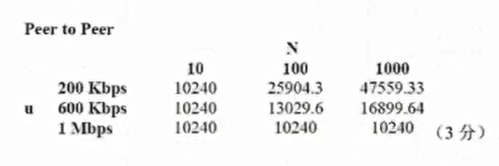 Peer to Peer
N
10 100 1000
200 Kbps 10240 25904.3 47559.33
u 600 Kbps 10240 13029.6 16899.64
1 Mbps 10240 10240 10240 (3 分)